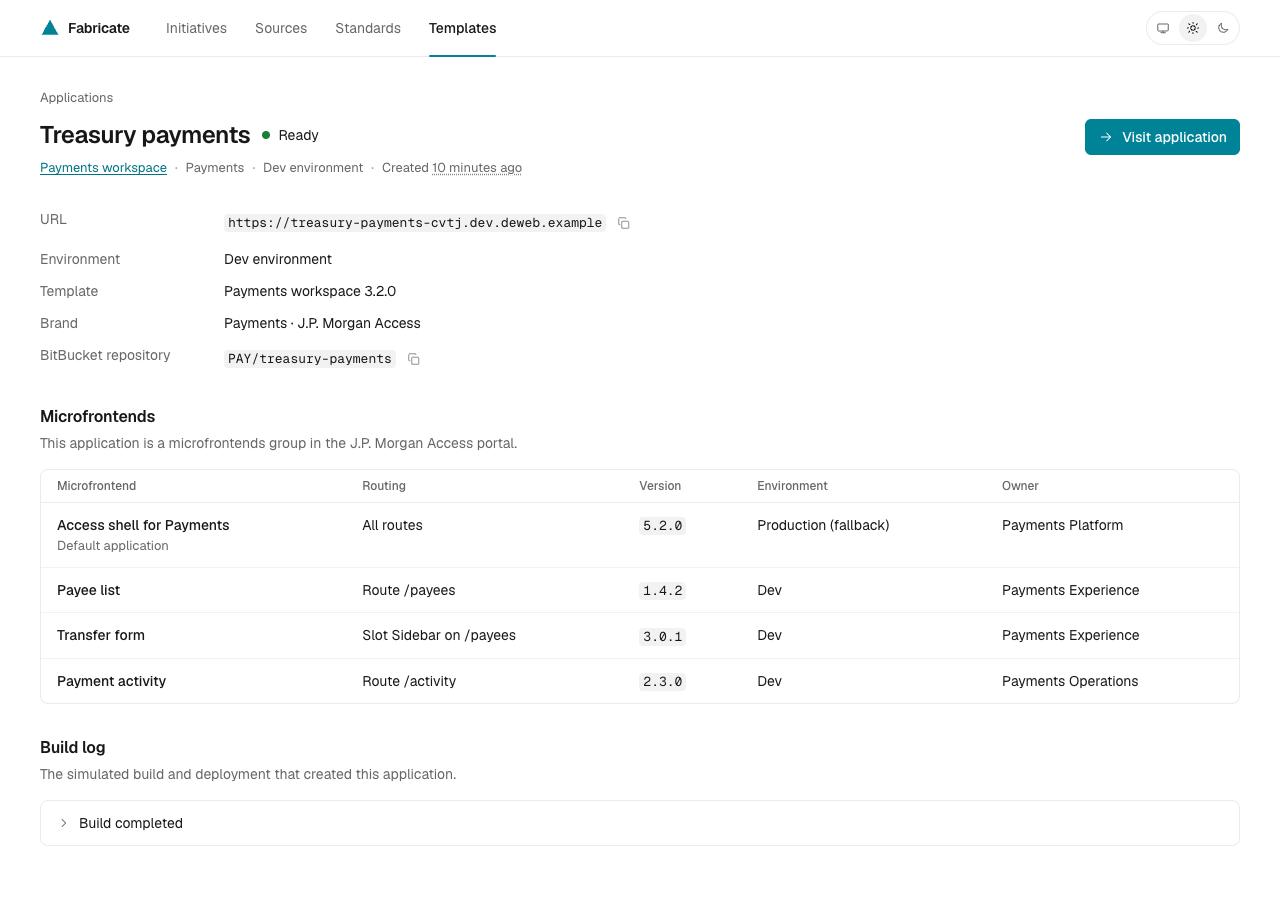 Fabricate Initiatives Sources Standards Templates
Applications
Treasury payments Ready
Visit application
Payments workspace · Payments · Dev environment · Created 10 minutes ago
URL https://treasury-payments-cvtj.dev.deweb.example
Environment Dev environment
Template Payments workspace 3.2.0
Brand Payments · J.P. Morgan Access
BitBucket repository PAY/treasury-payments
Microfrontends
This application is a microfrontends group in the J.P. Morgan Access portal.
Microfrontend Routing Version Environment Owner
Access shell for Payments All routes 5.2.0 Production (fallback) Payments Platform
Default application
Payee list Route /payees 1.4.2 Dev Payments Experience
Transfer form Slot Sidebar on /payees 3.0.1 Dev Payments Experience
Payment activity Route /activity 2.3.0 Dev Payments Operations
Build log
The simulated build and deployment that created this application.
Build completed